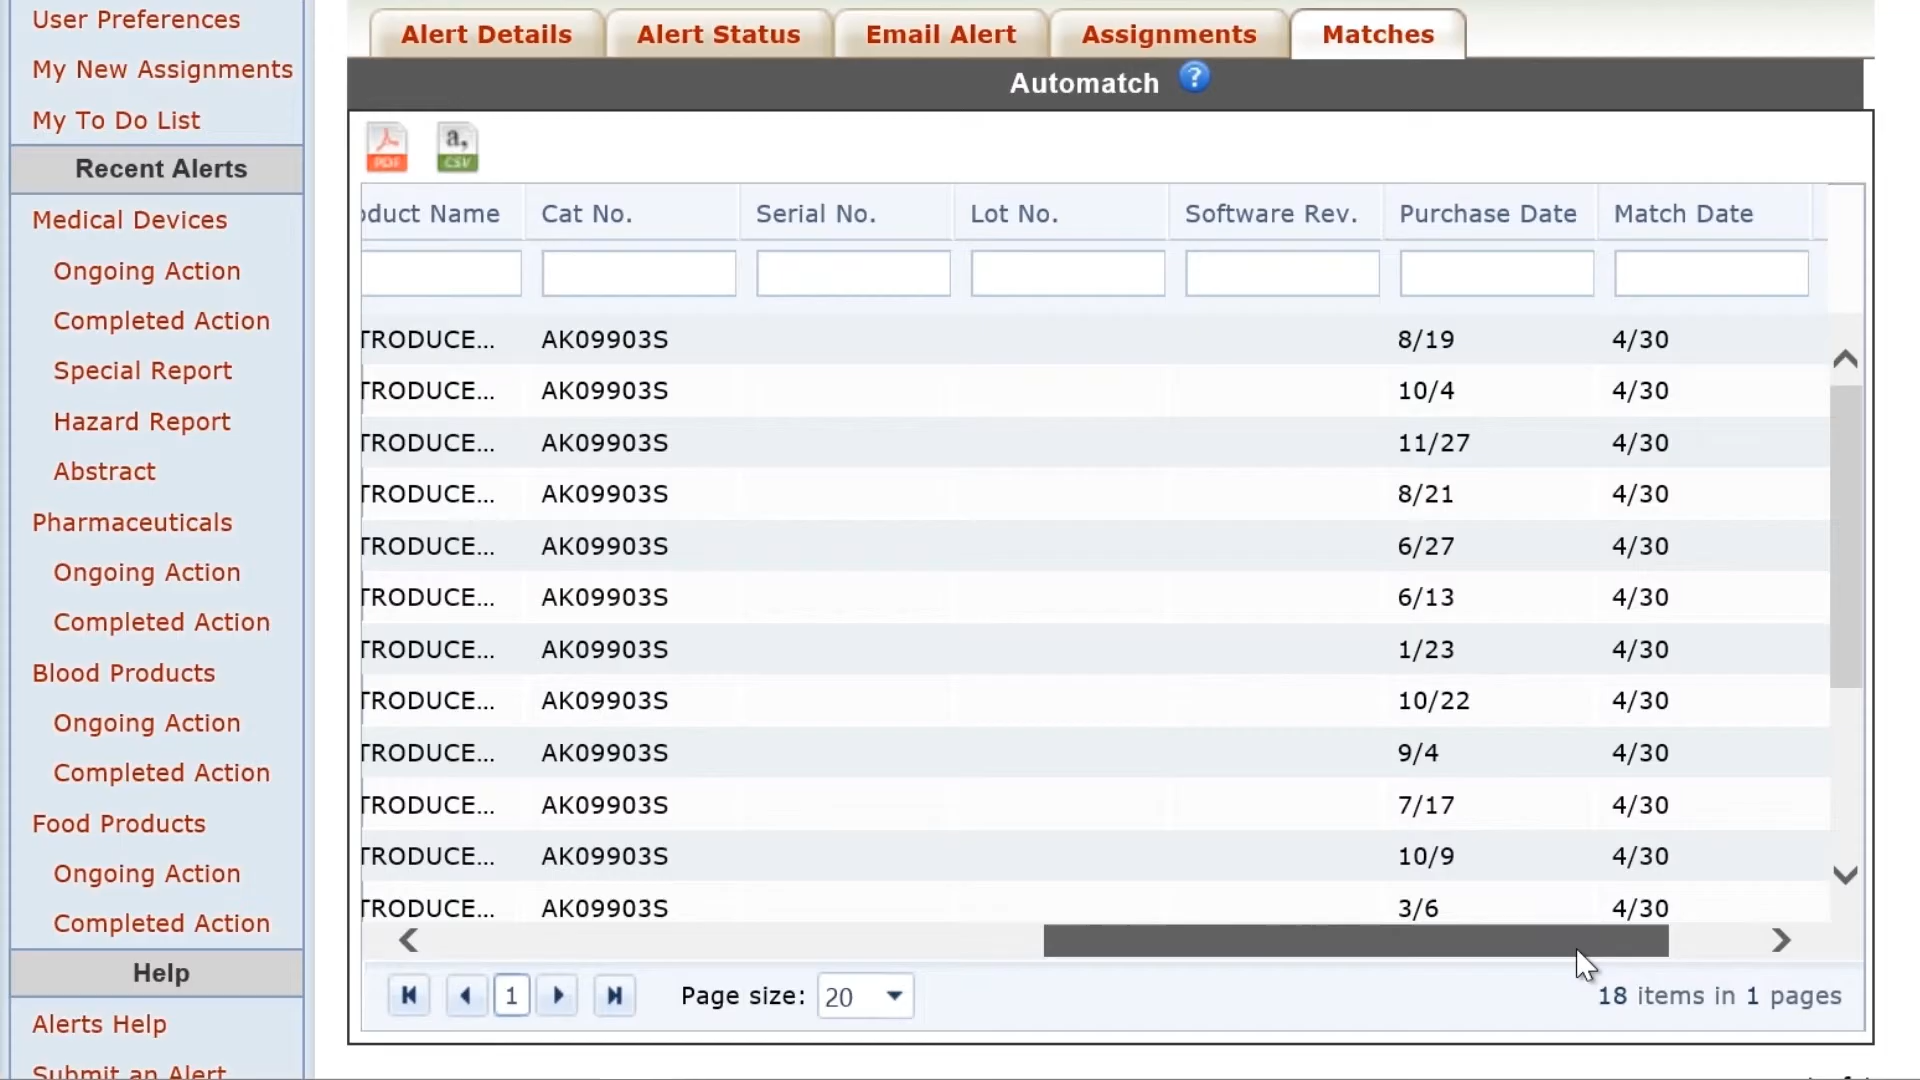 User Preferences
My New Assignments
My To Do List
Recent Alerts
Medical Devices
Ongoing Action
Completed Action
Special Report
Hazard Report
Abstract
Pharmaceuticals
Ongoing Action
Completed Action
Blood Products
Ongoing Action
Completed Action
Food Products
Ongoing Action
Completed Action
Help
Alerts Help
Submit an Alert
Alert Details Alert Status Email Alert Assignments Matches
Automatch ?
PDF a, CSV
oduct Name Cat No. Serial No. Lot No. Software Rev. Purchase Date Match Date
TRODUCE... AK09903S 8/19 4/30
TRODUCE... AK09903S 10/4 4/30
TRODUCE... AK09903S 11/27 4/30
TRODUCE... AK09903S 8/21 4/30
TRODUCE... AK09903S 6/27 4/30
TRODUCE... AK09903S 6/13 4/30
TRODUCE... AK09903S 1/23 4/30
TRODUCE... AK09903S 10/22 4/30
TRODUCE... AK09903S 9/4 4/30
TRODUCE... AK09903S 7/17 4/30
TRODUCE... AK09903S 10/9 4/30
TRODUCE... AK09903S 3/6 4/30
1 Page size: 20 18 items in 1 pages